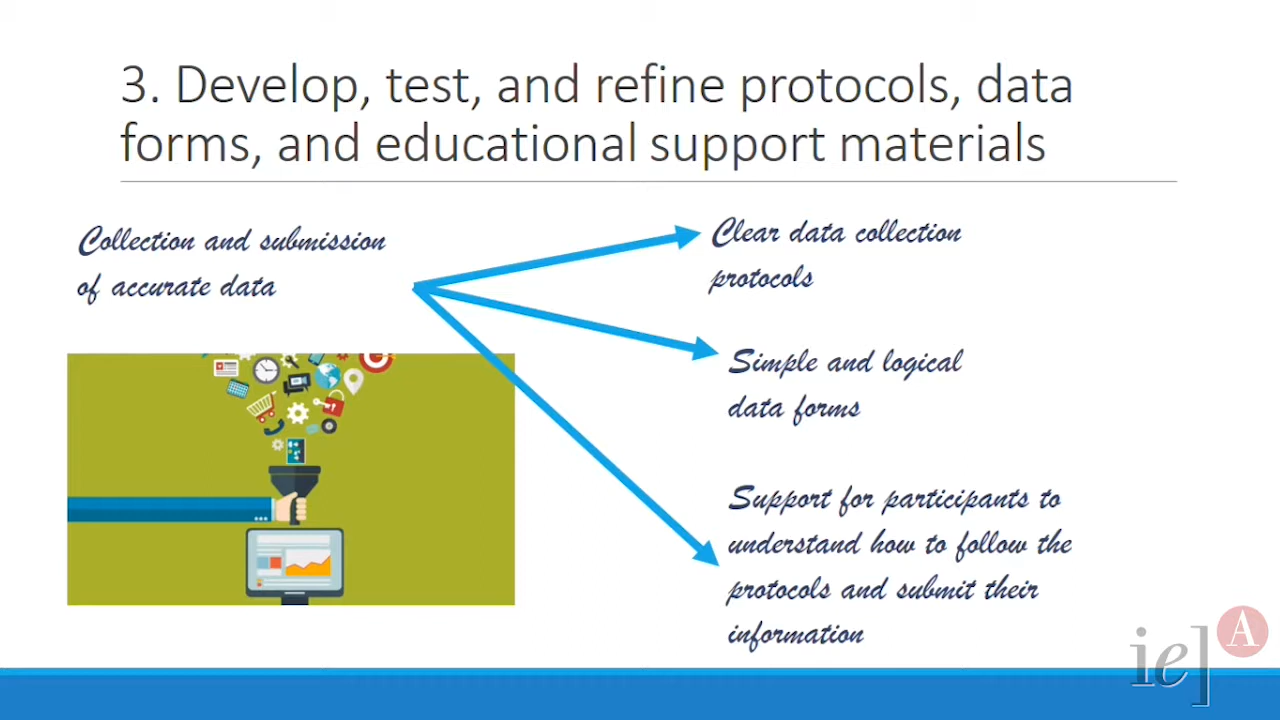 3. Develop, test, and refine protocols, data
forms, and educational support materials
Collection and submission
of accurate data
Clear data collection
protocols
Simple and logical
data forms
Support for participants to
understand how to follow the
protocols and submit their
information
ie]
A